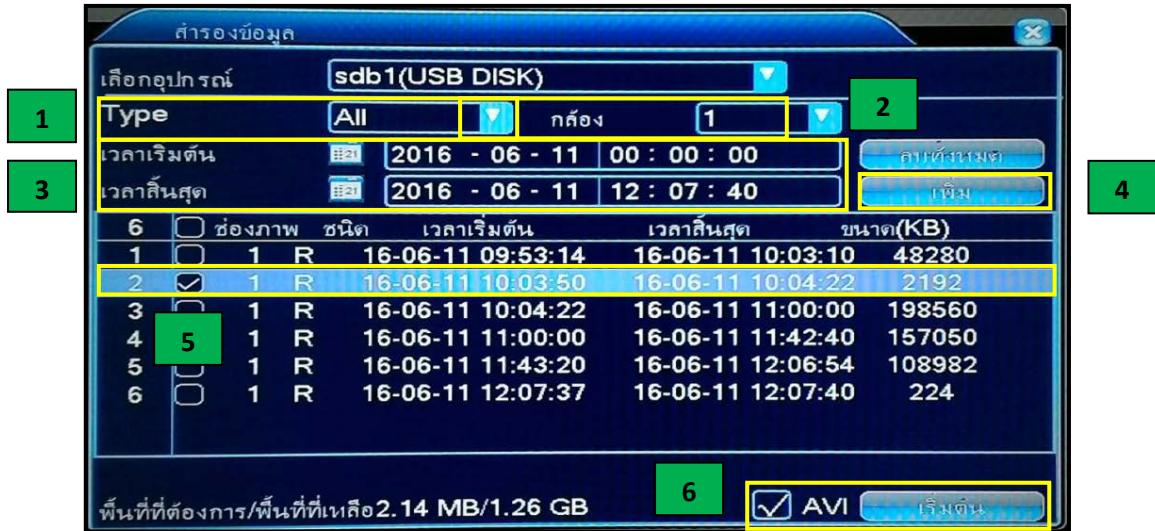 สำรองข้อมูล
เลือกอุปกรณ์ sdb1(USB DISK)
1 Type All กล้อง 1 2
เวลาเริ่มต้น 2016 - 06 - 11 00 : 00 : 00 ลบทั้งหมด
3 เวลาสิ้นสุด 2016 - 06 - 11 12 : 07 : 40 เพิ่ม 4
6 ช่องภาพ ชนิด เวลาเริ่มต้น เวลาสิ้นสุด ขนาด(KB)
1 1 R 16-06-11 09:53:14 16-06-11 10:03:10 48280
2 1 R 16-06-11 10:03:50 16-06-11 10:04:22 2192
3 1 R 16-06-11 10:04:22 16-06-11 11:00:00 198560
4 5 1 R 16-06-11 11:00:00 16-06-11 11:42:40 157050
5 1 R 16-06-11 11:43:20 16-06-11 12:06:54 108982
6 1 R 16-06-11 12:07:37 16-06-11 12:07:40 224
6
พื้นที่ที่ต้องการ/พื้นที่ที่เหลือ2.14 MB/1.26 GB AVI เริ่มต้น